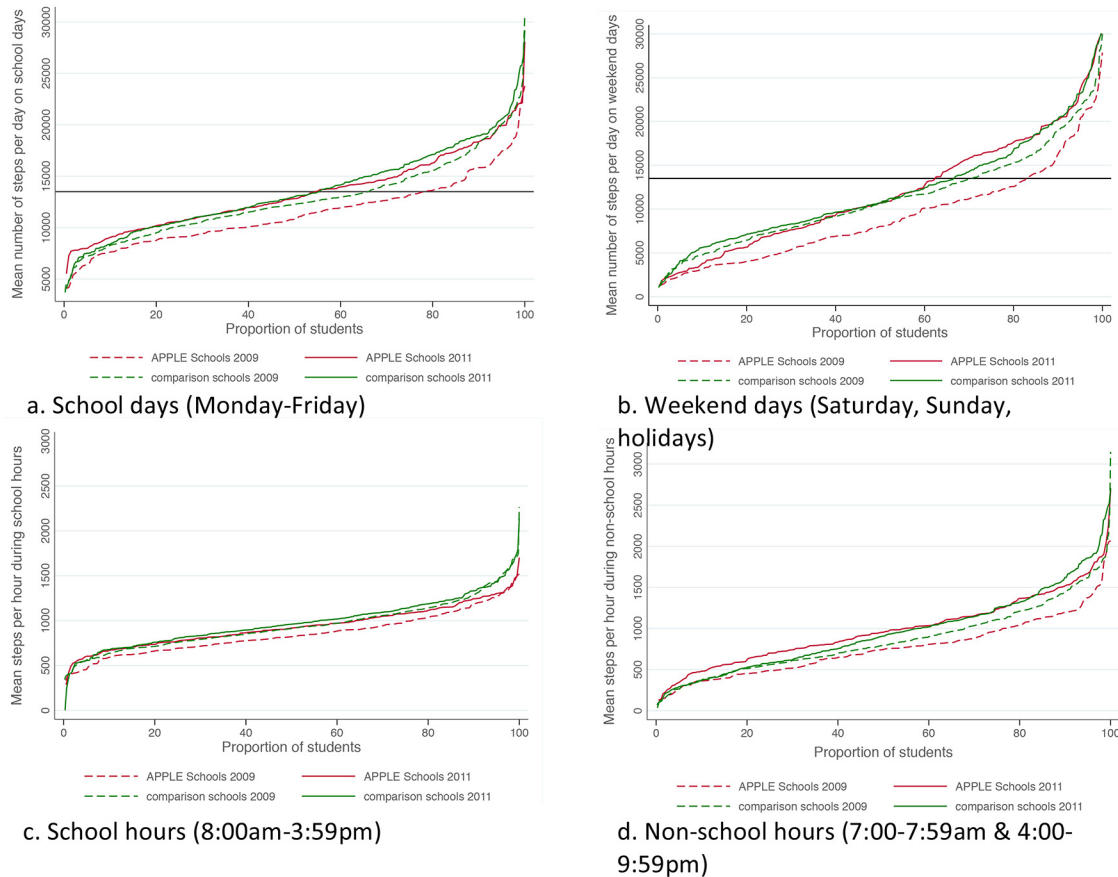 Mean number of steps per day on school days
30000
25000
20000
15000
10000
5000
0 20 40 60 80 100
Proportion of students
APPLE Schools 2009 APPLE Schools 2011
comparison schools 2009 comparison schools 2011
a. School days (Monday-Friday)
Mean number of steps per day on weekend days
30000
25000
20000
15000
10000
5000
0
0 20 40 60 80 100
Proportion of students
APPLE Schools 2009 APPLE Schools 2011
comparison schools 2009 comparison schools 2011
b. Weekend days (Saturday, Sunday,
holidays)
Mean steps per hour during school hours
3000
2500
2000
1500
1000
500
0
0 20 40 60 80 100
Proportion of students
APPLE Schools 2009 APPLE Schools 2011
comparison schools 2009 comparison schools 2011
c. School hours (8:00am-3:59pm)
Mean steps per hour during non-school hours
3000
2500
2000
1500
1000
500
0
0 20 40 60 80 100
Proportion of students
APPLE Schools 2009 APPLE Schools 2011
comparison schools 2009 comparison schools 2011
d. Non-school hours (7:00-7:59am & 4:00-
9:59pm)